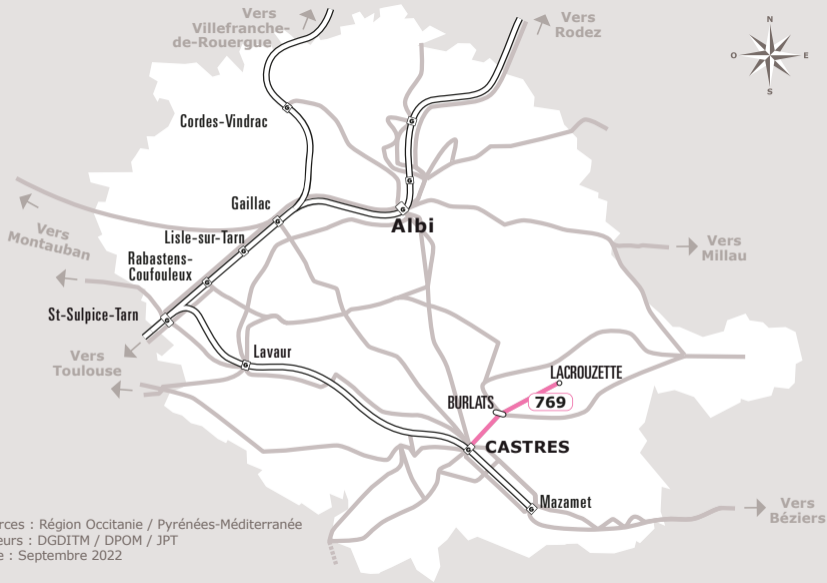 Vers
Villefranche-
de-Rouergue
Vers
Rodez
N
O
E
S
Cordes-Vindrac
Gaillac
Albi
Lisle-sur-Tarn
Vers
Montauban
Rabastens-
Coufouleux
Vers
Millau
St-Sulpice-Tarn
Vers
Toulouse
Lavaur
LACROUZETTE
BURLATS
769
CASTRES
Mazamet
Vers
Béziers
rces : Région Occitanie / Pyrénées-Méditerranée
eurs : DGDITM / DPOM / JPT
e : Septembre 2022